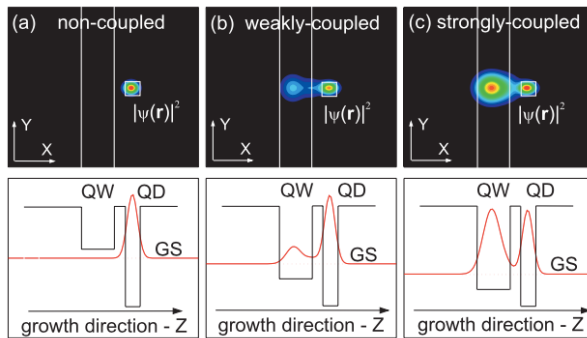 (a) non-coupled
|ψ(r)|²
Y
X
(b) weakly-coupled
|ψ(r)|²
Y
X
(c) strongly-coupled
|ψ(r)|²
Y
X
QW QD
GS
growth direction - Z
QW QD
GS
growth direction - Z
QW QD
GS
growth direction - Z